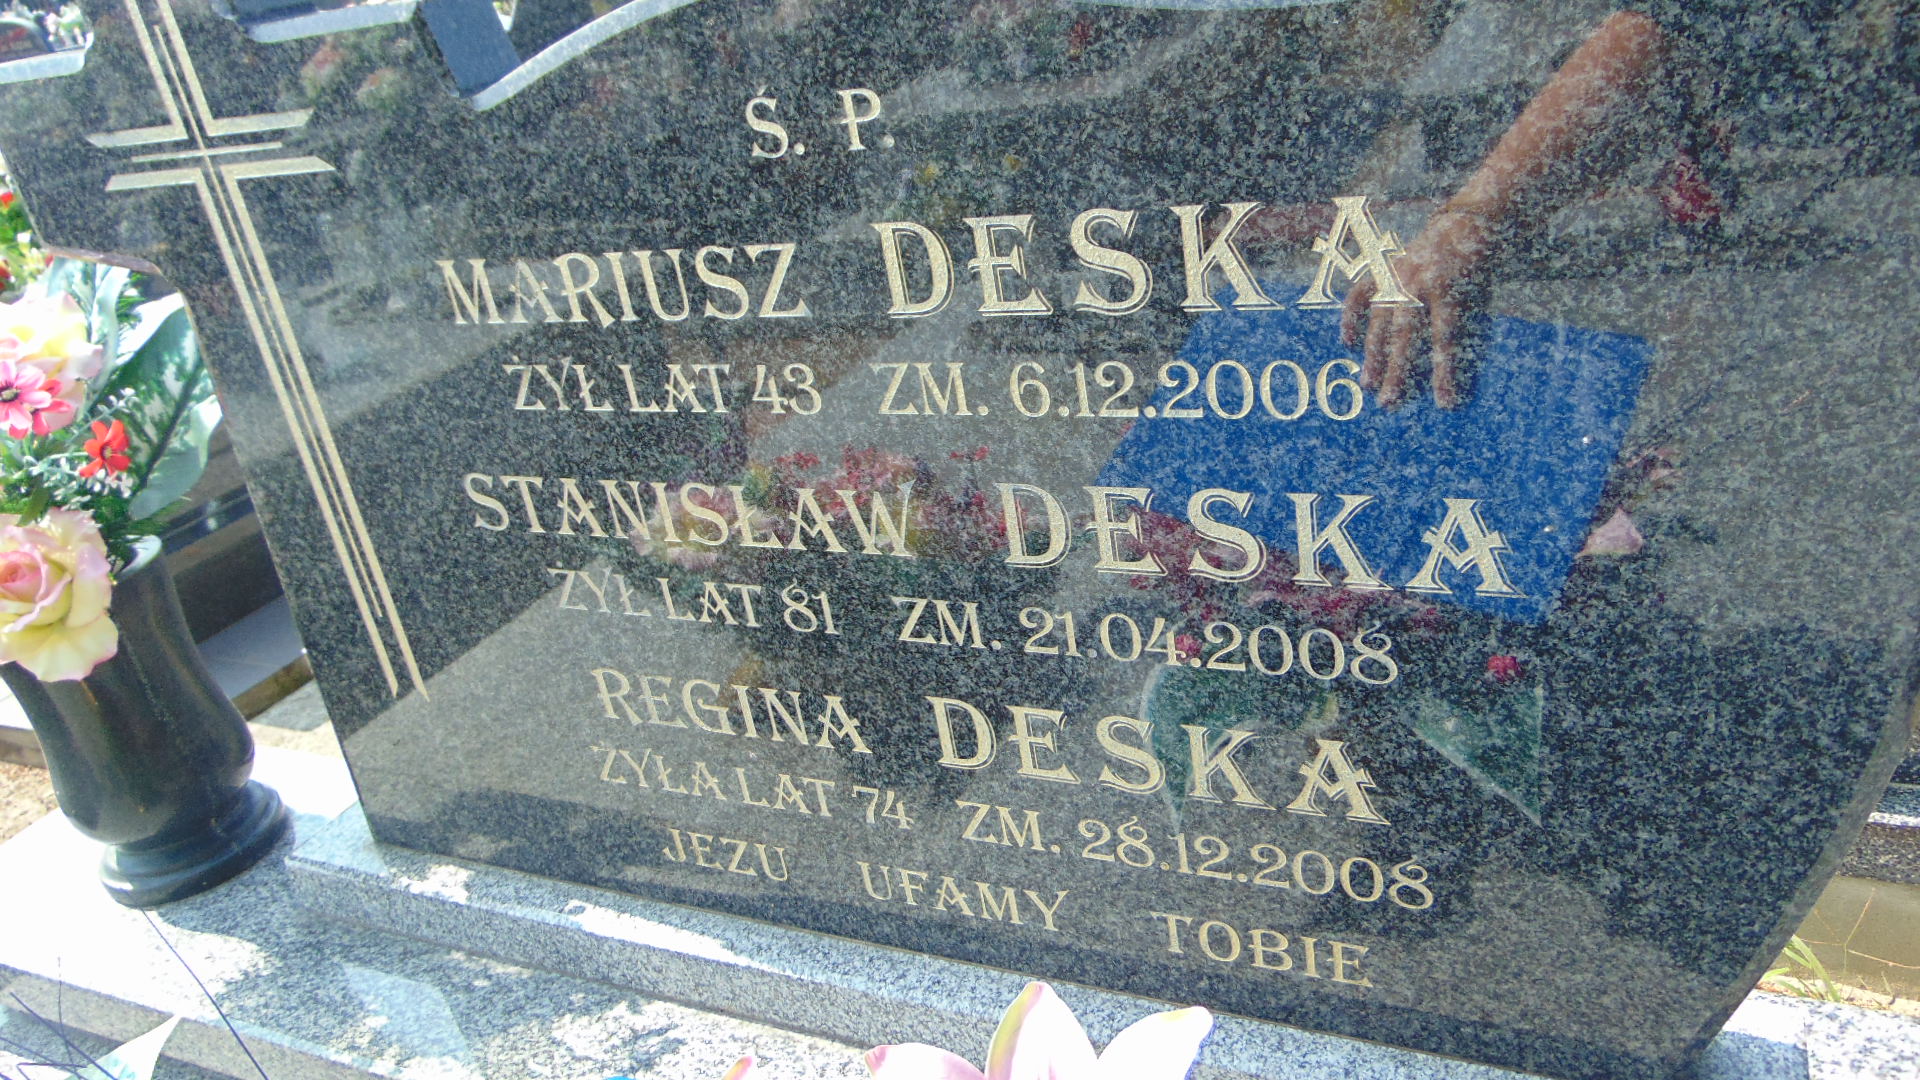 Ś. P.
MARIUSZ DESKA
ŻYŁ LAT 43 ZM. 6.12.2006
STANISŁAW DESKA
ŻYŁ LAT 81 ZM. 21.04.2008
REGINA DESKA
ŻYŁA LAT 74 ZM. 28.12.2008
JEZU UFAMY TOBIE